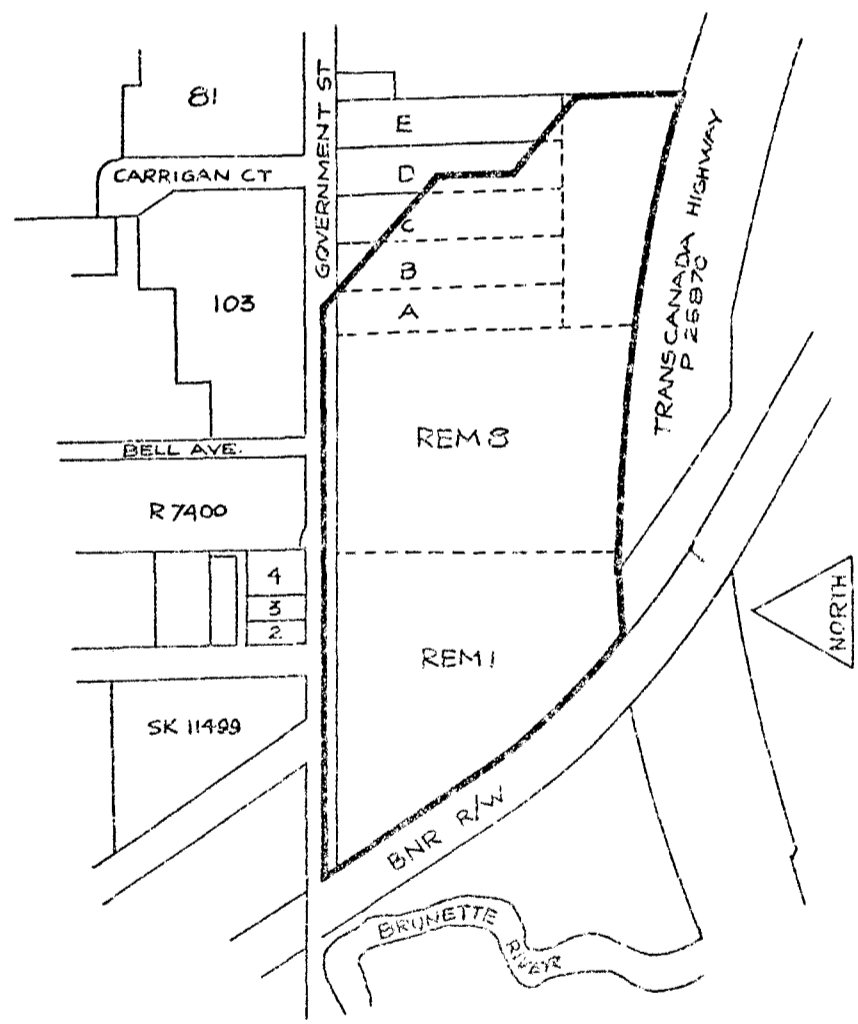 81
GOVERNMENT ST
E
CARRIGAN CT
D
C
TRANSCANADA HIGHWAY
P 25870
B
103
A
REM 3
BELL AVE.
R 7400
4
3
2
NORTH
REM 1
SK 11499
BNR R/W
BRUNETTE
RIVER